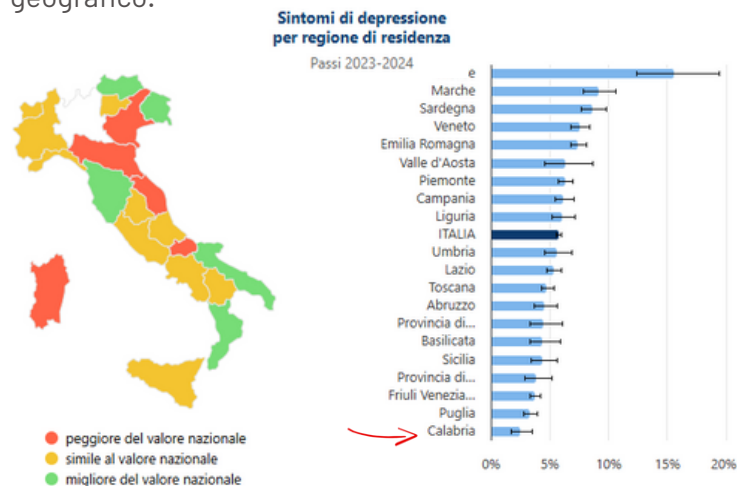 geografico.
Sintomi di depressione
per regione di residenza
Passi 2023-2024
e
Marche
Sardegna
Veneto
Emilia Romagna
Valle d'Aosta
Piemonte
Campania
Liguria
ITALIA
Umbria
Lazio
Toscana
Abruzzo
Provincia di...
Basilicata
Sicilia
Provincia di...
Friuli Venezia...
Puglia
Calabria
0% 5% 10% 15% 20%
peggiore del valore nazionale
simile al valore nazionale
migliore del valore nazionale